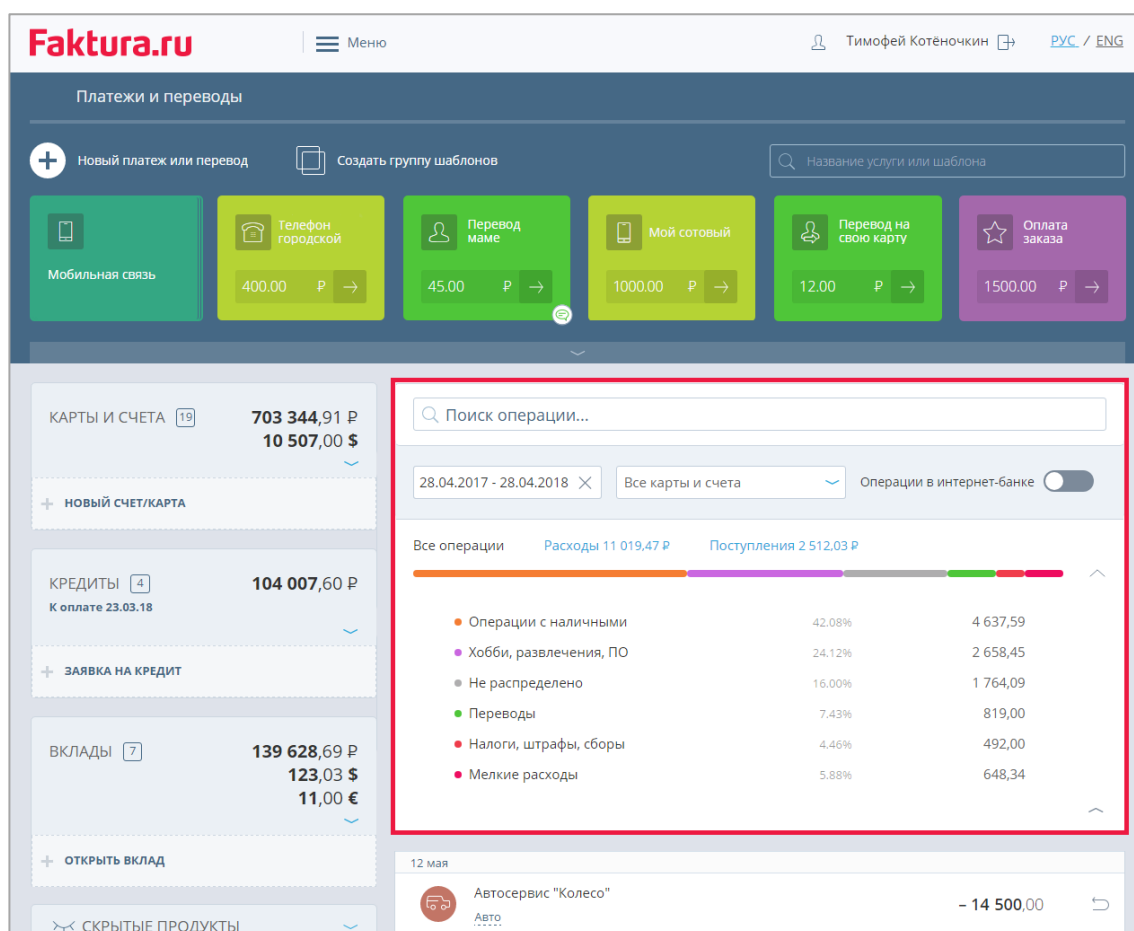 Faktura.ru
Меню
Тимофей Котёночкин
РУС / ENG
Платежи и переводы
Новый платеж или перевод
Создать группу шаблонов
Название услуги или шаблона
Мобильная связь
Телефон
городской
400.00 ₽
Перевод
маме
45.00 ₽
Мой сотовый
1000.00 ₽
Перевод на
свою карту
12.00 ₽
Оплата
заказа
1500.00 ₽
КАРТЫ И СЧЕТА 19 703 344,91 ₽
10 507,00 $
+ НОВЫЙ СЧЕТ/КАРТА
КРЕДИТЫ 4 104 007,60 ₽
К оплате 23.03.18
+ ЗАЯВКА НА КРЕДИТ
ВКЛАДЫ 7 139 628,69 ₽
123,03 $
11,00 €
+ ОТКРЫТЬ ВКЛАД
СКРЫТЫЕ ПРОДУКТЫ
Поиск операции...
28.04.2017 - 28.04.2018
Все карты и счета
Операции в интернет-банке
Все операции Расходы 11 019,47 ₽ Поступления 2 512,03 ₽
Операции с наличными 42.08% 4 637,59
Хобби, развлечения, ПО 24.12% 2 658,45
Не распределено 16.00% 1 764,09
Переводы 7.43% 819,00
Налоги, штрафы, сборы 4.46% 492,00
Мелкие расходы 5.88% 648,34
12 мая
Автосервис "Колесо"
Авто
– 14 500,00